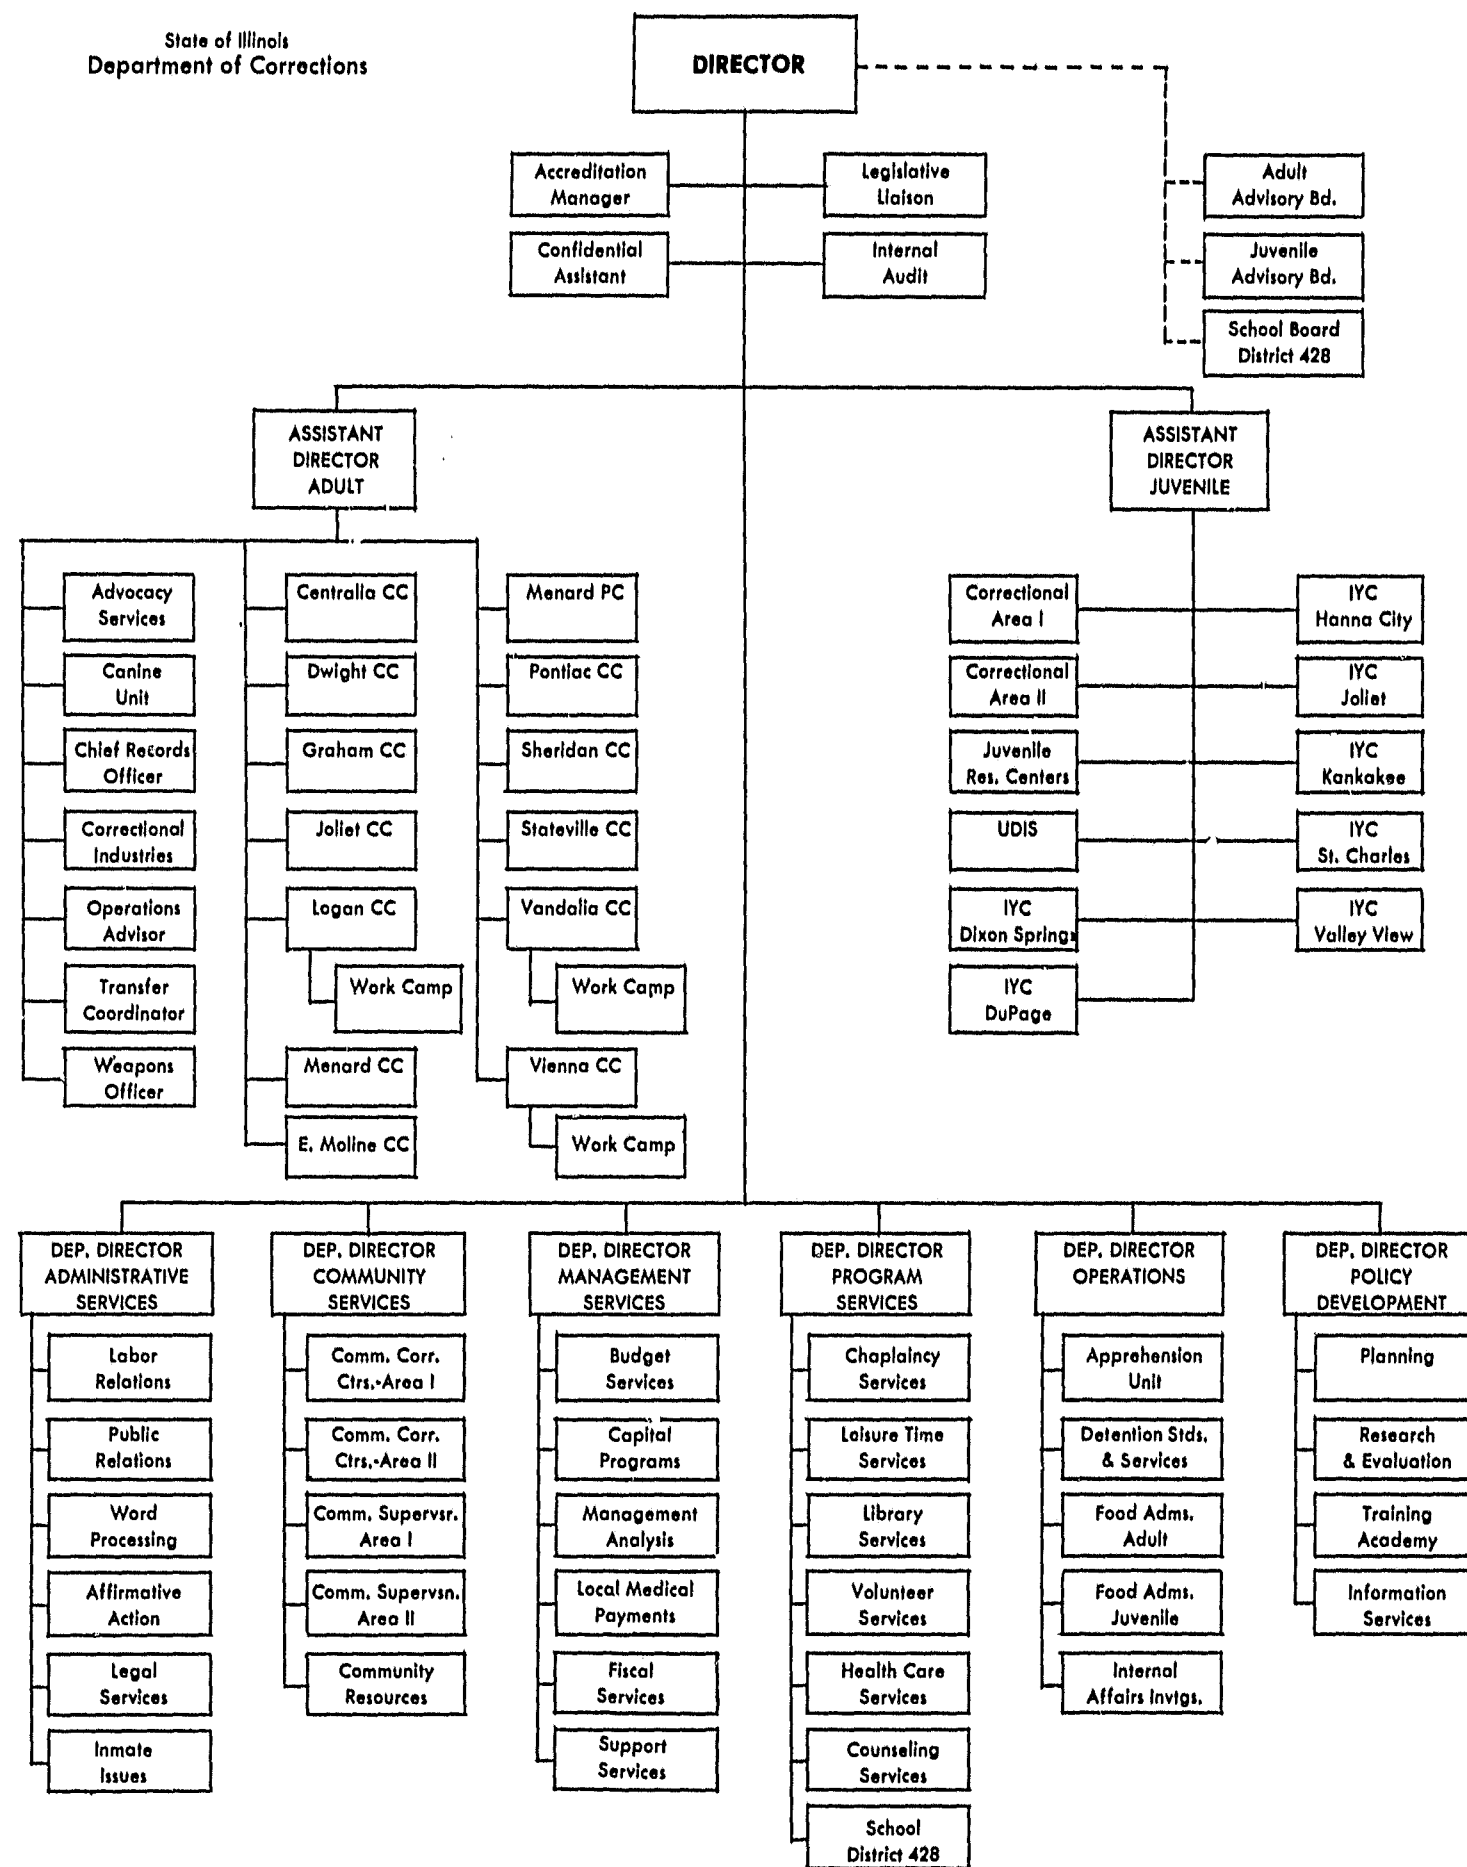 State of Illinois
Department of Corrections
DIRECTOR
Accreditation
Manager
Legislative
Liaison
Adult
Advisory Bd.
Confidential
Assistant
Internal
Audit
Juvenile
Advisory Bd.
School Board
District 428
ASSISTANT
DIRECTOR
ADULT
ASSISTANT
DIRECTOR
JUVENILE
Advocacy
Services
Canine
Unit
Chief Records
Officer
Correctional
Industries
Operations
Advisor
Transfer
Coordinator
Weapons
Officer
Centralia CC
Dwight CC
Graham CC
Joliet CC
Logan CC
Work Camp
Menard CC
E. Moline CC
Menard PC
Pontiac CC
Sheridan CC
Stateville CC
Vandalia CC
Work Camp
Vienna CC
Work Camp
Correctional
Area I
Correctional
Area II
Juvenile
Res. Centers
UDIS
IYC
Dixon Springs
IYC
DuPage
IYC
Hanna City
IYC
Joliet
IYC
Kankakee
IYC
St. Charles
IYC
Valley View
DEP. DIRECTOR
ADMINISTRATIVE
SERVICES
Labor
Relations
Public
Relations
Word
Processing
Affirmative
Action
Legal
Services
Inmate
Issues
DEP. DIRECTOR
COMMUNITY
SERVICES
Comm. Corr.
Ctrs.-Area I
Comm. Corr.
Ctrs.-Area II
Comm. Supervsr.
Area I
Comm. Supervsn.
Area II
Community
Resources
DEP. DIRECTOR
MANAGEMENT
SERVICES
Budget
Services
Capital
Programs
Management
Analysis
Local Medical
Payments
Fiscal
Services
Support
Services
DEP. DIRECTOR
PROGRAM
SERVICES
Chaplaincy
Services
Leisure Time
Services
Library
Services
Volunteer
Services
Health Care
Services
Counseling
Services
School
District 428
DEP. DIRECTOR
OPERATIONS
Apprehension
Unit
Detention Stds.
& Services
Food Adms.
Adult
Food Adms.
Juvenile
Internal
Affairs Invtgs.
DEP. DIRECTOR
POLICY
DEVELOPMENT
Planning
Research
& Evaluation
Training
Academy
Information
Services